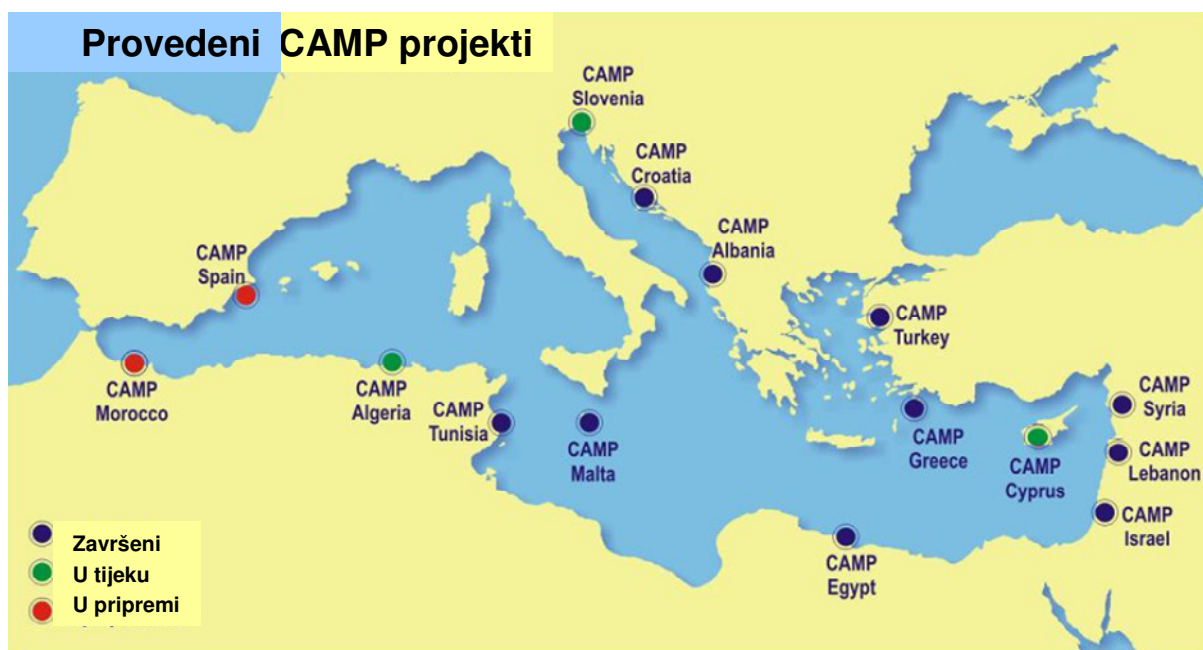 Provedeni CAMP projekti
CAMP
Slovenia
CAMP
Croatia
CAMP
Albania
CAMP
Spain
CAMP
Turkey
CAMP
Morocco
CAMP
Algeria
CAMP
Tunisia
CAMP
Malta
CAMP
Greece
CAMP
Cyprus
CAMP
Syria
CAMP
Lebanon
CAMP
Israel
CAMP
Egypt
Završeni
U tijeku
U pripremi